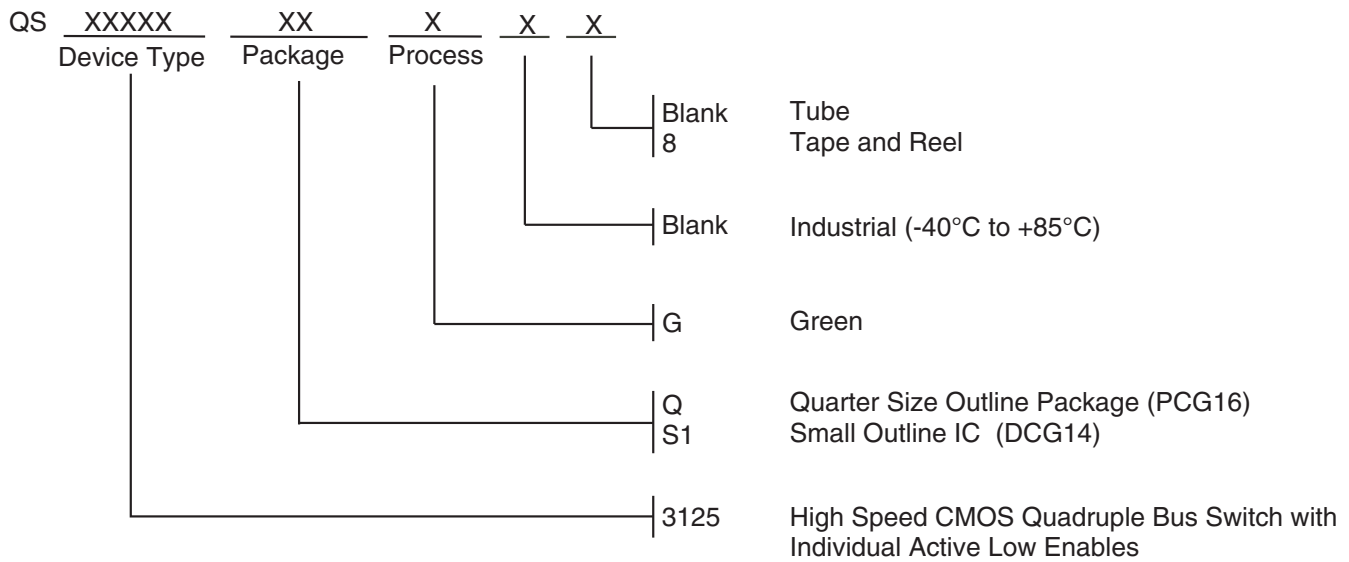 QS XXXXX XX X X X
Device Type Package Process
Blank Tube
8 Tape and Reel
Blank Industrial (-40°C to +85°C)
G Green
Q Quarter Size Outline Package (PCG16)
S1 Small Outline IC (DCG14)
3125 High Speed CMOS Quadruple Bus Switch with
Individual Active Low Enables